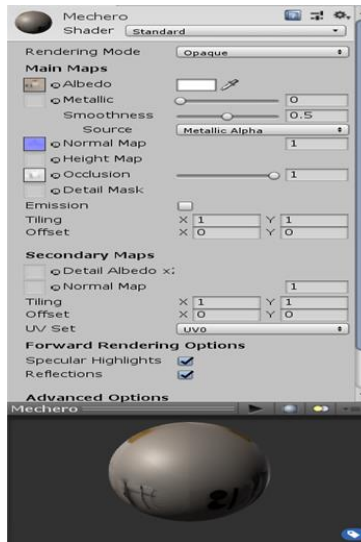 Mechero
Shader Standard
Rendering Mode Opaque
Main Maps
Albedo
Metallic 0
Smoothness 0.5
Source Metallic Alpha
Normal Map 1
Height Map
Occlusion 1
Detail Mask
Emission
Tiling X 1 Y 1
Offset X 0 Y 0
Secondary Maps
Detail Albedo x:
Normal Map 1
Tiling X 1 Y 1
Offset X 0 Y 0
UV Set UV0
Forward Rendering Options
Specular Highlights
Reflections
Advanced Options
Mechero